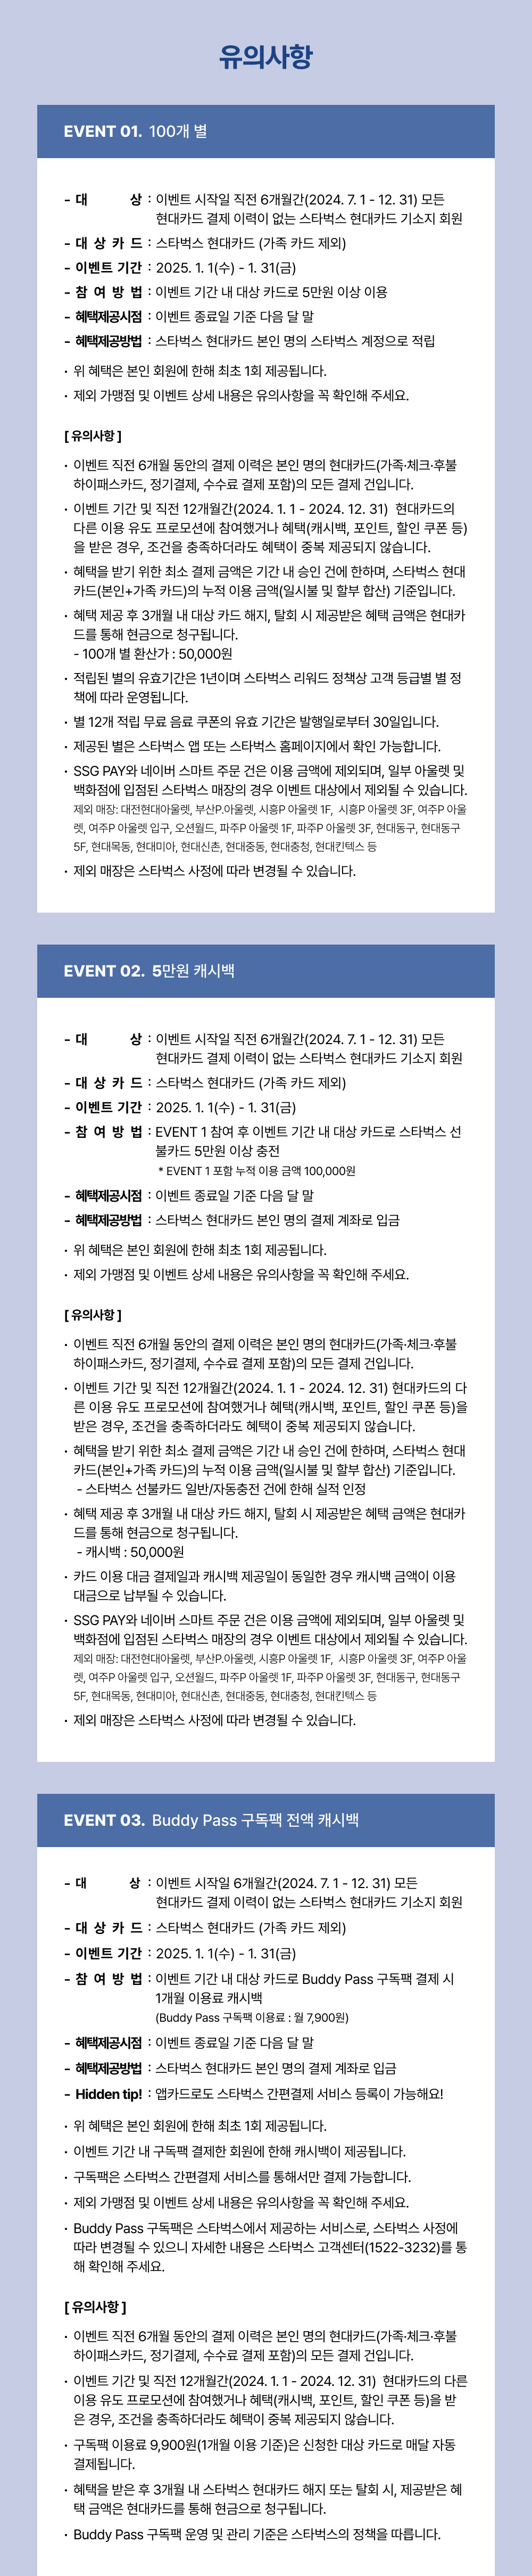 유의사항
EVENT 01. 100개 별
- 대 상 : 이벤트 시작일 직전 6개월간(2024. 7. 1 - 12. 31) 모든
현대카드 결제 이력이 없는 스타벅스 현대카드 기소지 회원
- 대 상 카 드 : 스타벅스 현대카드 (가족 카드 제외)
- 이벤트 기간 : 2025. 1. 1(수) - 1. 31(금)
- 참 여 방 법 : 이벤트 기간 내 대상 카드로 5만원 이상 이용
- 혜택제공시점 : 이벤트 종료일 기준 다음 달 말
- 혜택제공방법 : 스타벅스 현대카드 본인 명의 스타벅스 계정으로 적립
· 위 혜택은 본인 회원에 한해 최초 1회 제공됩니다.
· 제외 가맹점 및 이벤트 상세 내용은 유의사항을 꼭 확인해 주세요.
[ 유의사항 ]
· 이벤트 직전 6개월 동안의 결제 이력은 본인 명의 현대카드(가족·체크·후불
하이패스카드, 정기결제, 수수료 결제 포함)의 모든 결제 건입니다.
· 이벤트 기간 및 직전 12개월간(2024. 1. 1 - 2024. 12. 31) 현대카드의
다른 이용 유도 프로모션에 참여했거나 혜택(캐시백, 포인트, 할인 쿠폰 등)
을 받은 경우, 조건을 충족하더라도 혜택이 중복 제공되지 않습니다.
· 혜택을 받기 위한 최소 결제 금액은 기간 내 승인 건에 한하며, 스타벅스 현대
카드(본인+가족 카드)의 누적 이용 금액(일시불 및 할부 합산) 기준입니다.
· 혜택 제공 후 3개월 내 대상 카드 해지, 탈회 시 제공받은 혜택 금액은 현대카
드를 통해 현금으로 청구됩니다.
- 100개 별 환산가 : 50,000원
· 적립된 별의 유효기간은 1년이며 스타벅스 리워드 정책상 고객 등급별 별 정
책에 따라 운영됩니다.
· 별 12개 적립 무료 음료 쿠폰의 유효 기간은 발행일로부터 30일입니다.
· 제공된 별은 스타벅스 앱 또는 스타벅스 홈페이지에서 확인 가능합니다.
· SSG PAY와 네이버 스마트 주문 건은 이용 금액에 제외되며, 일부 아울렛 및
백화점에 입점된 스타벅스 매장의 경우 이벤트 대상에서 제외될 수 있습니다.
제외 매장: 대전현대아울렛, 부산P.아울렛, 시흥P 아울렛 1F, 시흥P 아울렛 3F, 여주P 아울
렛, 여주P 아울렛 입구, 오션월드, 파주P 아울렛 1F, 파주P 아울렛 3F, 현대동구, 현대동구
5F, 현대목동, 현대미아, 현대신촌, 현대중동, 현대충청, 현대킨텍스 등
· 제외 매장은 스타벅스 사정에 따라 변경될 수 있습니다.
EVENT 02. 5만원 캐시백
- 대 상 : 이벤트 시작일 직전 6개월간(2024. 7. 1 - 12. 31) 모든
현대카드 결제 이력이 없는 스타벅스 현대카드 기소지 회원
- 대 상 카 드 : 스타벅스 현대카드 (가족 카드 제외)
- 이벤트 기간 : 2025. 1. 1(수) - 1. 31(금)
- 참 여 방 법 : EVENT 1 참여 후 이벤트 기간 내 대상 카드로 스타벅스 선
불카드 5만원 이상 충전
* EVENT 1 포함 누적 이용 금액 100,000원
- 혜택제공시점 : 이벤트 종료일 기준 다음 달 말
- 혜택제공방법 : 스타벅스 현대카드 본인 명의 결제 계좌로 입금
· 위 혜택은 본인 회원에 한해 최초 1회 제공됩니다.
· 제외 가맹점 및 이벤트 상세 내용은 유의사항을 꼭 확인해 주세요.
[ 유의사항 ]
· 이벤트 직전 6개월 동안의 결제 이력은 본인 명의 현대카드(가족·체크·후불
하이패스카드, 정기결제, 수수료 결제 포함)의 모든 결제 건입니다.
· 이벤트 기간 및 직전 12개월간(2024. 1. 1 - 2024. 12. 31) 현대카드의 다
른 이용 유도 프로모션에 참여했거나 혜택(캐시백, 포인트, 할인 쿠폰 등)을
받은 경우, 조건을 충족하더라도 혜택이 중복 제공되지 않습니다.
· 혜택을 받기 위한 최소 결제 금액은 기간 내 승인 건에 한하며, 스타벅스 현대
카드(본인+가족 카드)의 누적 이용 금액(일시불 및 할부 합산) 기준입니다.
- 스타벅스 선불카드 일반/자동충전 건에 한해 실적 인정
· 혜택 제공 후 3개월 내 대상 카드 해지, 탈회 시 제공받은 혜택 금액은 현대카
드를 통해 현금으로 청구됩니다.
- 캐시백 : 50,000원
· 카드 이용 대금 결제일과 캐시백 제공일이 동일한 경우 캐시백 금액이 이용
대금으로 납부될 수 있습니다.
· SSG PAY와 네이버 스마트 주문 건은 이용 금액에 제외되며, 일부 아울렛 및
백화점에 입점된 스타벅스 매장의 경우 이벤트 대상에서 제외될 수 있습니다.
제외 매장: 대전현대아울렛, 부산P.아울렛, 시흥P 아울렛 1F, 시흥P 아울렛 3F, 여주P 아울
렛, 여주P 아울렛 입구, 오션월드, 파주P 아울렛 1F, 파주P 아울렛 3F, 현대동구, 현대동구
5F, 현대목동, 현대미아, 현대신촌, 현대중동, 현대충청, 현대킨텍스 등
· 제외 매장은 스타벅스 사정에 따라 변경될 수 있습니다.
EVENT 03. Buddy Pass 구독팩 전액 캐시백
- 대 상 : 이벤트 시작일 6개월간(2024. 7. 1 - 12. 31) 모든
현대카드 결제 이력이 없는 스타벅스 현대카드 기소지 회원
- 대 상 카 드 : 스타벅스 현대카드 (가족 카드 제외)
- 이벤트 기간 : 2025. 1. 1(수) - 1. 31(금)
- 참 여 방 법 : 이벤트 기간 내 대상 카드로 Buddy Pass 구독팩 결제 시
1개월 이용료 캐시백
(Buddy Pass 구독팩 이용료 : 월 7,900원)
- 혜택제공시점 : 이벤트 종료일 기준 다음 달 말
- 혜택제공방법 : 스타벅스 현대카드 본인 명의 결제 계좌로 입금
- Hidden tip! : 앱카드로도 스타벅스 간편결제 서비스 등록이 가능해요!
· 위 혜택은 본인 회원에 한해 최초 1회 제공됩니다.
· 이벤트 기간 내 구독팩 결제한 회원에 한해 캐시백이 제공됩니다.
· 구독팩은 스타벅스 간편결제 서비스를 통해서만 결제 가능합니다.
· 제외 가맹점 및 이벤트 상세 내용은 유의사항을 꼭 확인해 주세요.
· Buddy Pass 구독팩은 스타벅스에서 제공하는 서비스로, 스타벅스 사정에
따라 변경될 수 있으니 자세한 내용은 스타벅스 고객센터(1522-3232)를 통
해 확인해 주세요.
[ 유의사항 ]
· 이벤트 직전 6개월 동안의 결제 이력은 본인 명의 현대카드(가족·체크·후불
하이패스카드, 정기결제, 수수료 결제 포함)의 모든 결제 건입니다.
· 이벤트 기간 및 직전 12개월간(2024. 1. 1 - 2024. 12. 31) 현대카드의 다른
이용 유도 프로모션에 참여했거나 혜택(캐시백, 포인트, 할인 쿠폰 등)을 받
은 경우, 조건을 충족하더라도 혜택이 중복 제공되지 않습니다.
· 구독팩 이용료 9,900원(1개월 이용 기준)은 신청한 대상 카드로 매달 자동
결제됩니다.
· 혜택을 받은 후 3개월 내 스타벅스 현대카드 해지 또는 탈회 시, 제공받은 혜
택 금액은 현대카드를 통해 현금으로 청구됩니다.
· Buddy Pass 구독팩 운영 및 관리 기준은 스타벅스의 정책을 따릅니다.